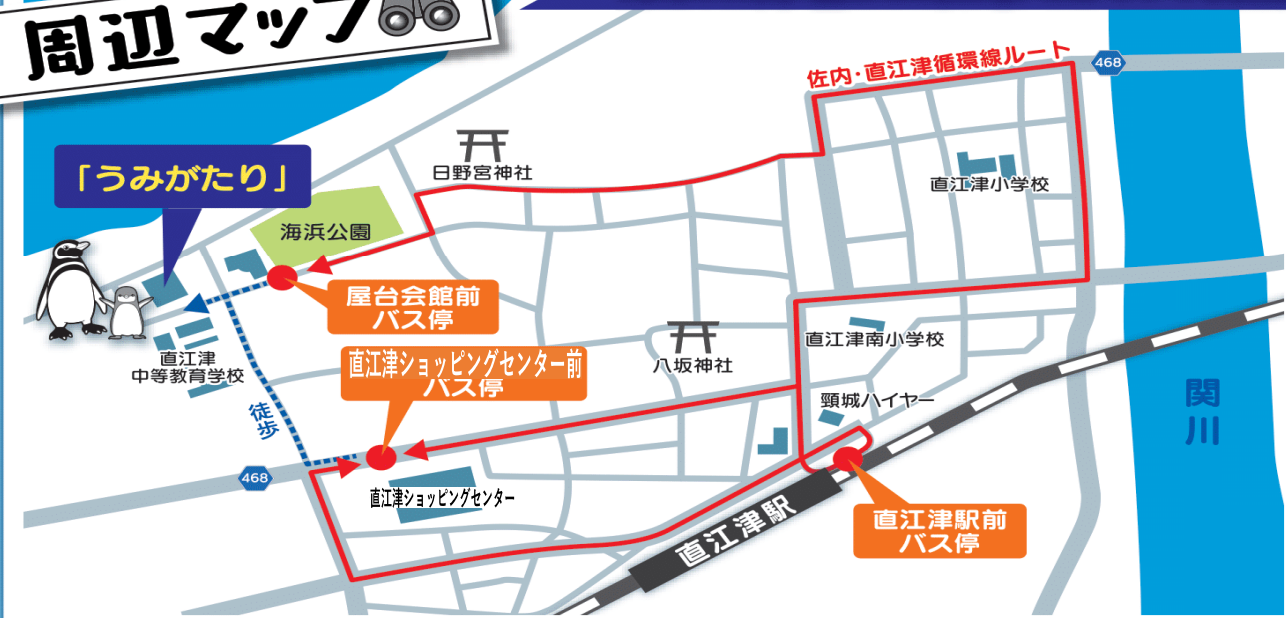 周辺マップ
佐内・直江津循環線ルート
468
日野宮神社
「うみがたり」
直江津小学校
海浜公園
屋台会館前
バス停
直江津
中等教育学校
直江津ショッピングセンター前
バス停
八坂神社
直江津南小学校
頸城ハイヤー
徒歩
関川
468
直江津ショッピングセンター
直江津駅
直江津駅前
バス停